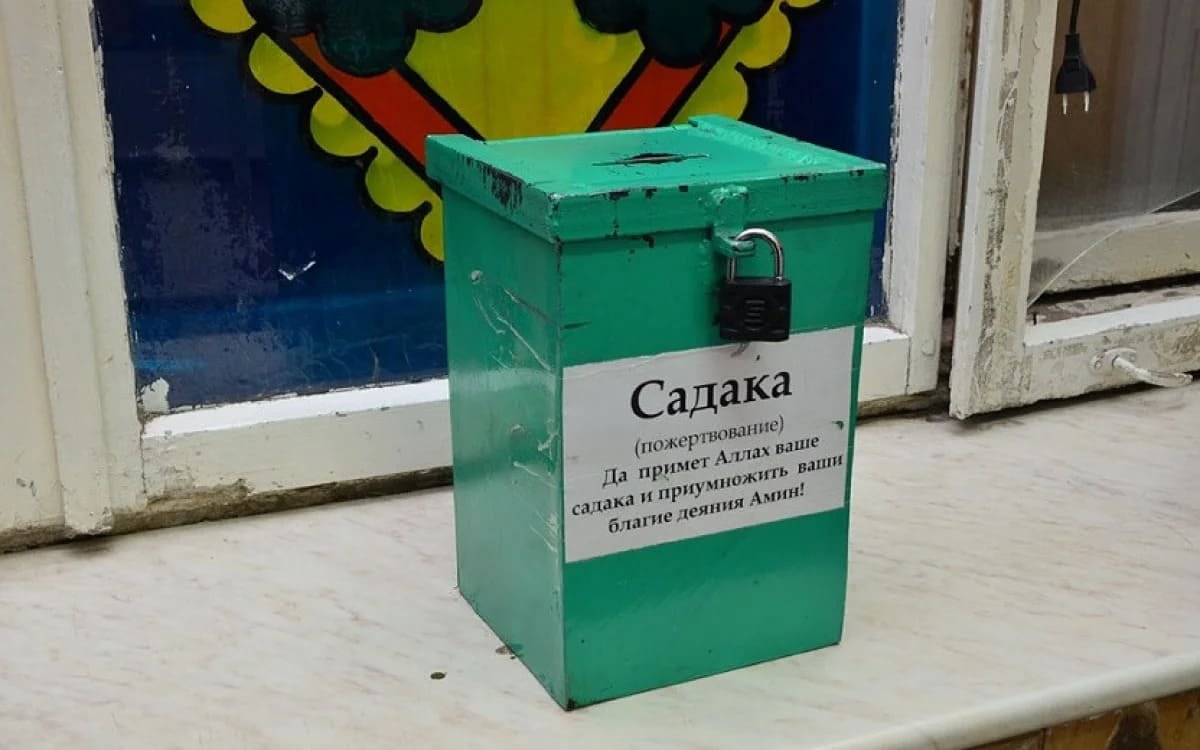 Садака
(пожертвование)
Да примет Аллах ваше
садака и приумножить ваши
благие деяния Амин!